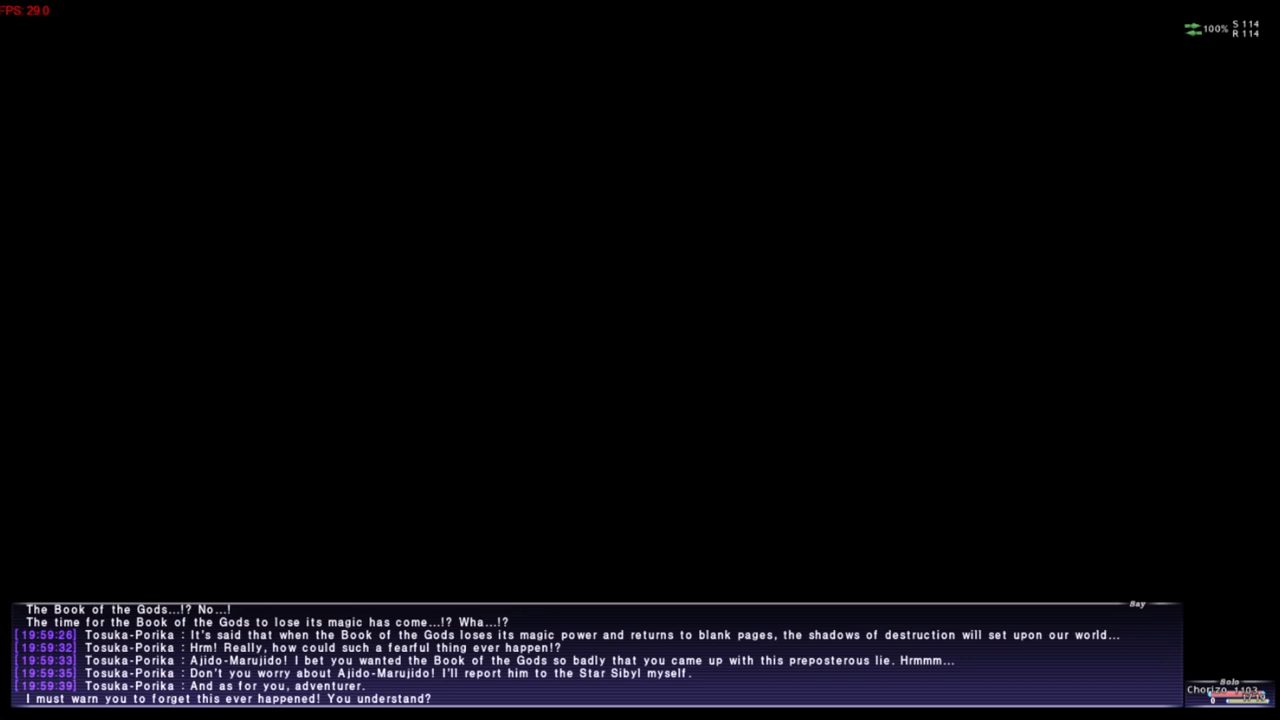 FPS: 29.0
100% S 114
R 114
Say
The Book of the Gods...!? No...!
The time for the Book of the Gods to lose its magic has come...!? Wha...!?
[19:59:26] Tosuka-Porika : It's said that when the Book of the Gods loses its magic power and returns to blank pages, the shadows of destruction will set upon our world...
[19:59:32] Tosuka-Porika : Hrm! Really, how could such a fearful thing ever happen!?
[19:59:33] Tosuka-Porika : Ajido-Marujido! I bet you wanted the Book of the Gods so badly that you came up with this preposterous lie. Hrmmm...
[19:59:35] Tosuka-Porika : Don't you worry about Ajido-Marujido! I'll report him to the Star Sibyl myself.
[19:59:39] Tosuka-Porika : And as for you, adventurer.
I must warn you to forget this ever happened! You understand?
Solo
Chorizo
0